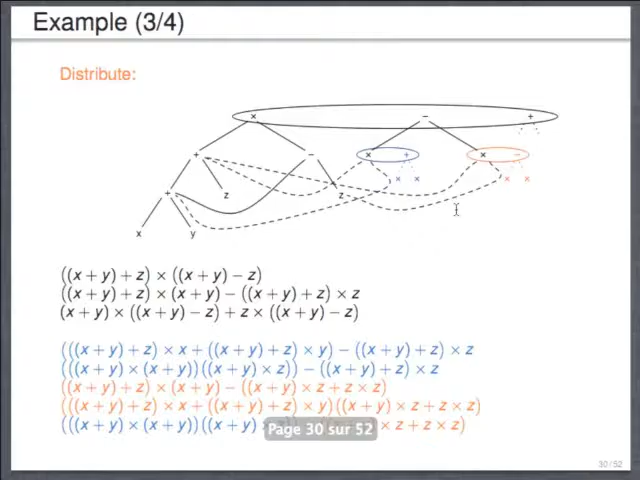 Example (3/4)
Distribute:
× − +
+ − × + × −
+ z z × × × ×
x y
((x + y) + z) × ((x + y) − z)
((x + y) + z) × (x + y) − ((x + y) + z) × z
(x + y) × ((x + y) − z) + z × ((x + y) − z)
(((x + y) + z) × x + ((x + y) + z) × y) − ((x + y) + z) × z
(((x + y) × (x + y))((x + y) × z)) − ((x + y) + z) × z
((x + y) + z) × (x + y) − ((x + y) × z + z × z)
(((x + y) + z) × x + ((x + y) + z) × y)((x + y) × z + z × z)
(((x + y) × (x + y))((x + y) × z + z × z)
Page 30 sur 52
30 / 52